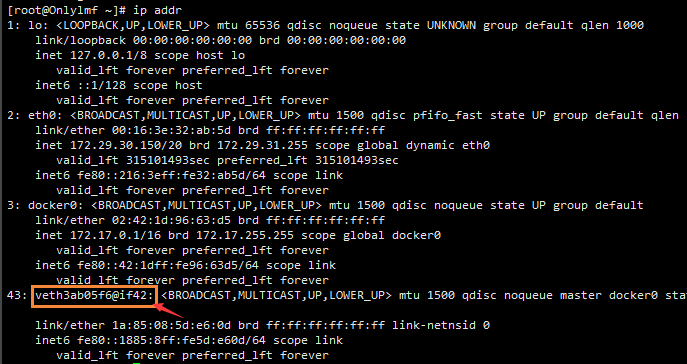 [root@Onlylmf ~]# ip addr
1: lo: <LOOPBACK,UP,LOWER_UP> mtu 65536 qdisc noqueue state UNKNOWN group default qlen 1000
    link/loopback 00:00:00:00:00:00 brd 00:00:00:00:00:00
    inet 127.0.0.1/8 scope host lo
       valid_lft forever preferred_lft forever
    inet6 ::1/128 scope host
       valid_lft forever preferred_lft forever
2: eth0: <BROADCAST,MULTICAST,UP,LOWER_UP> mtu 1500 qdisc pfifo_fast state UP group default qlen
    link/ether 00:16:3e:32:ab:5d brd ff:ff:ff:ff:ff:ff
    inet 172.29.30.150/20 brd 172.29.31.255 scope global dynamic eth0
       valid_lft 315101493sec preferred_lft 315101493sec
    inet6 fe80::216:3eff:fe32:ab5d/64 scope link
       valid_lft forever preferred_lft forever
3: docker0: <BROADCAST,MULTICAST,UP,LOWER_UP> mtu 1500 qdisc noqueue state UP group default
    link/ether 02:42:1d:96:63:d5 brd ff:ff:ff:ff:ff:ff
    inet 172.17.0.1/16 brd 172.17.255.255 scope global docker0
       valid_lft forever preferred_lft forever
    inet6 fe80::42:1dff:fe96:63d5/64 scope link
       valid_lft forever preferred_lft forever
43: veth3ab05f6@if42: <BROADCAST,MULTICAST,UP,LOWER_UP> mtu 1500 qdisc noqueue master docker0 sta
    link/ether 1a:85:08:5d:e6:0d brd ff:ff:ff:ff:ff:ff link-netnsid 0
    inet6 fe80::1885:8ff:fe5d:e60d/64 scope link
       valid_lft forever preferred_lft forever